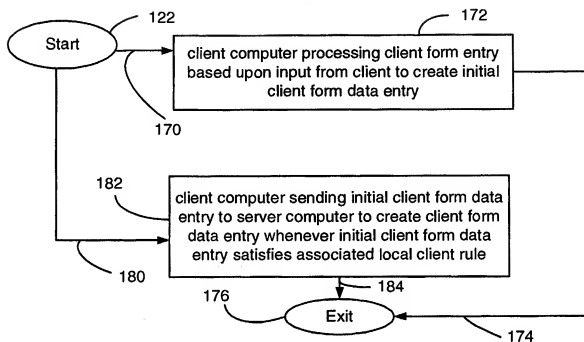 122
172
Start
client computer processing client form entry
based upon input from client to create initial
client form data entry
170
182
client computer sending initial client form data
entry to server computer to create client form
data entry whenever initial client form data
entry satisfies associated local client rule
180
184
176
Exit
174